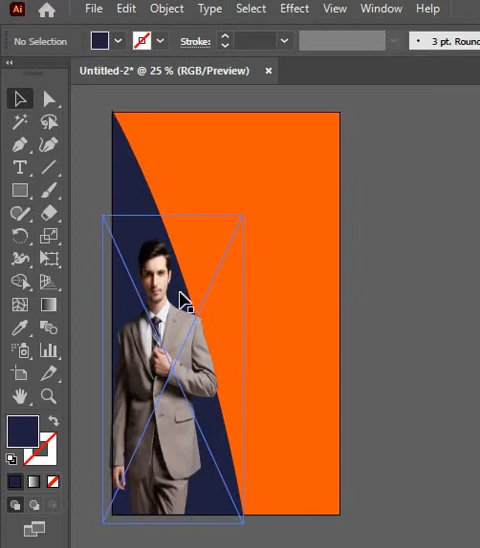 Ai File Edit Object Type Select Effect View Window Help
No Selection Stroke: 3 pt. Round
Untitled-2* @ 25 % (RGB/Preview) ×
T